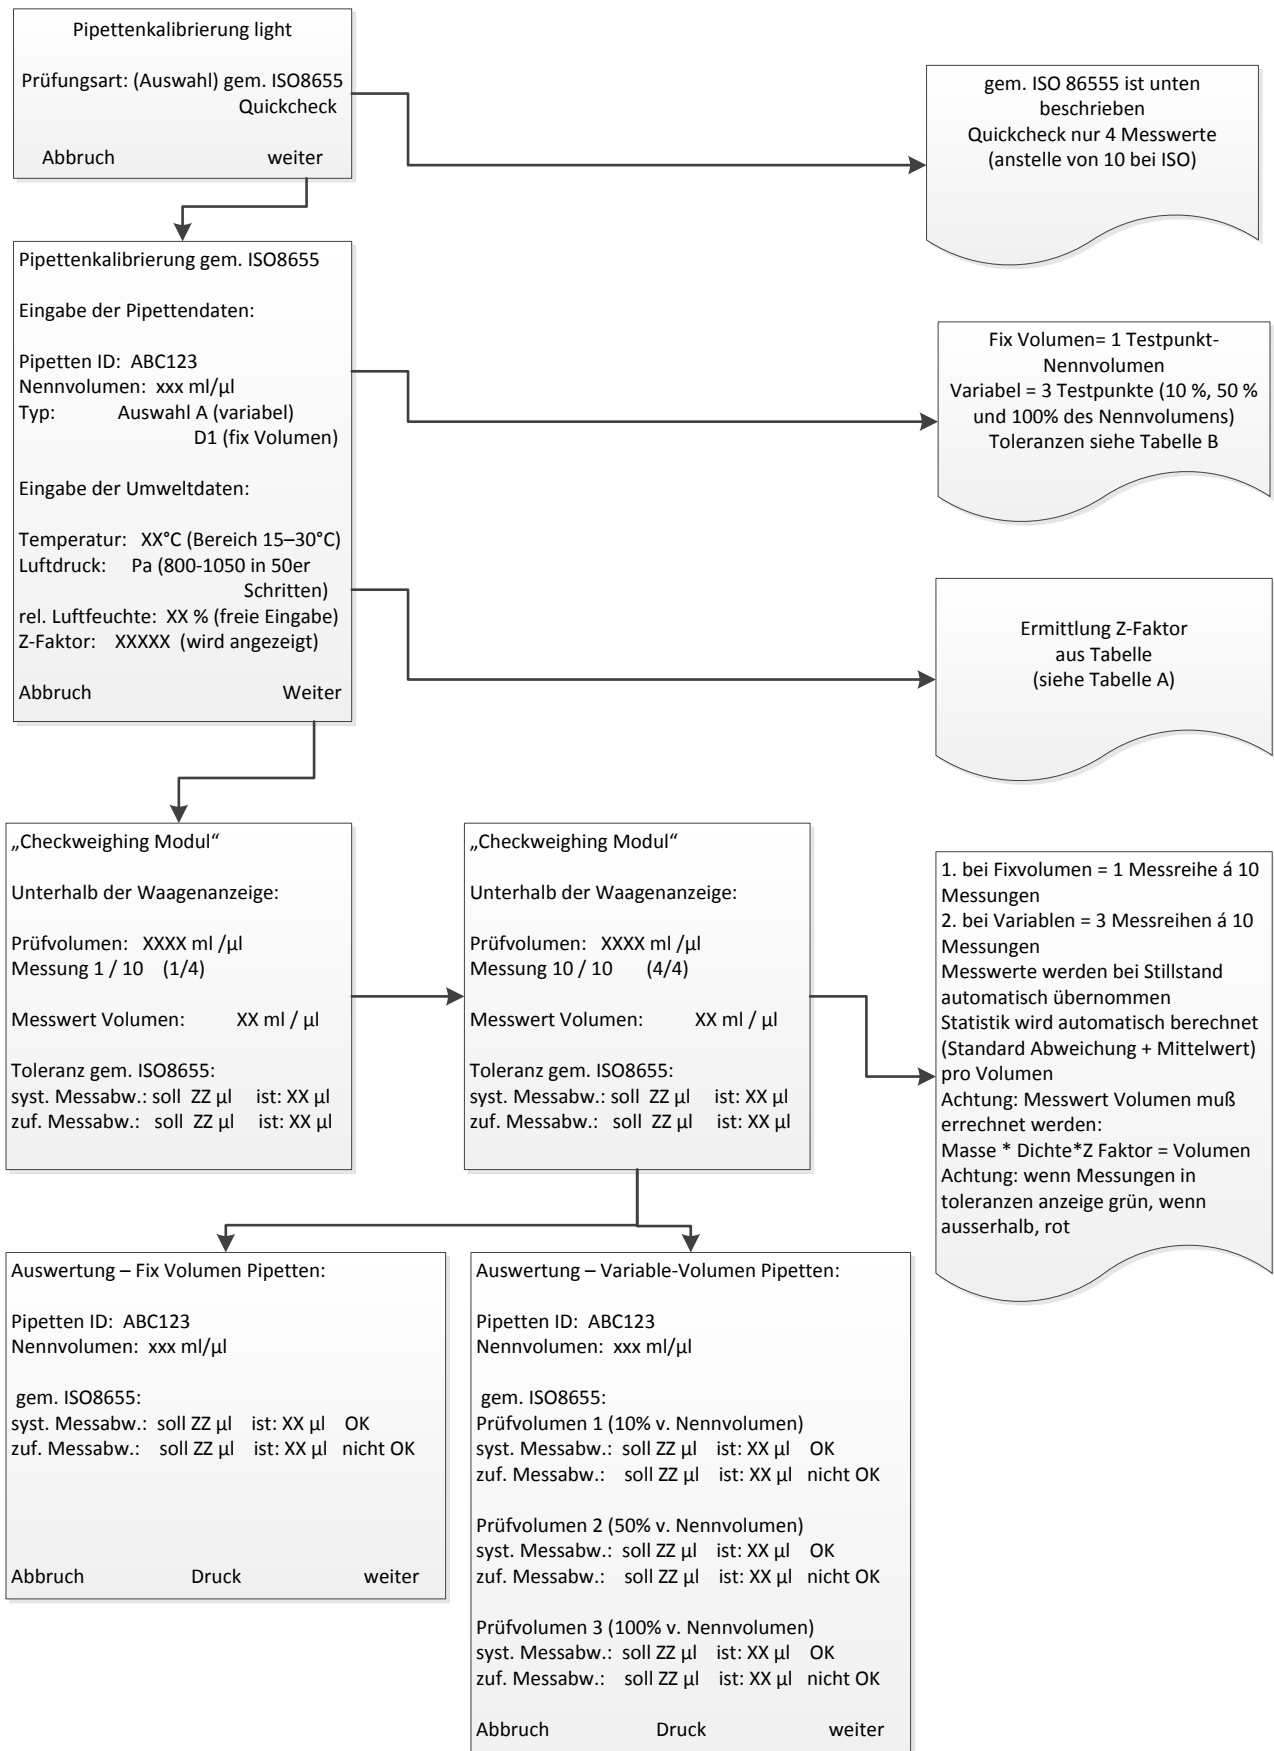 Pipettenkalibrierung light
Prüfungsart: (Auswahl) gem. ISO8655
Quickcheck
Abbruch weiter
gem. ISO 86555 ist unten
beschrieben
Quickcheck nur 4 Messwerte
(anstelle von 10 bei ISO)
Pipettenkalibrierung gem. ISO8655
Eingabe der Pipettendaten:
Pipetten ID: ABC123
Nennvolumen: xxx ml/µl
Typ: Auswahl A (variabel)
D1 (fix Volumen)
Eingabe der Umweltdaten:
Temperatur: XX°C (Bereich 15–30°C)
Luftdruck: Pa (800-1050 in 50er
Schritten)
rel. Luftfeuchte: XX % (freie Eingabe)
Z-Faktor: XXXXX (wird angezeigt)
Abbruch Weiter
Fix Volumen= 1 Testpunkt-
Nennvolumen
Variabel = 3 Testpunkte (10 %, 50 %
und 100% des Nennvolumens)
Toleranzen siehe Tabelle B
Ermittlung Z-Faktor
aus Tabelle
(siehe Tabelle A)
„Checkweighing Modul“
Unterhalb der Waagenanzeige:
Prüfvolumen: XXXX ml /µl
Messung 1 / 10 (1/4)
Messwert Volumen: XX ml / µl
Toleranz gem. ISO8655:
syst. Messabw.: soll ZZ µl ist: XX µl
zuf. Messabw.: soll ZZ µl ist: XX µl
„Checkweighing Modul“
Unterhalb der Waagenanzeige:
Prüfvolumen: XXXX ml /µl
Messung 10 / 10 (4/4)
Messwert Volumen: XX ml / µl
Toleranz gem. ISO8655:
syst. Messabw.: soll ZZ µl ist: XX µl
zuf. Messabw.: soll ZZ µl ist: XX µl
1. bei Fixvolumen = 1 Messreihe á 10
Messungen
2. bei Variablen = 3 Messreihen á 10
Messungen
Messwerte werden bei Stillstand
automatisch übernommen
Statistik wird automatisch berechnet
(Standard Abweichung + Mittelwert)
pro Volumen
Achtung: Messwert Volumen muß
errechnet werden:
Masse * Dichte*Z Faktor = Volumen
Achtung: wenn Messungen in
toleranzen anzeige grün, wenn
ausserhalb, rot
Auswertung – Fix Volumen Pipetten:
Pipetten ID: ABC123
Nennvolumen: xxx ml/µl
gem. ISO8655:
syst. Messabw.: soll ZZ µl ist: XX µl OK
zuf. Messabw.: soll ZZ µl ist: XX µl nicht OK
Abbruch Druck weiter
Auswertung – Variable-Volumen Pipetten:
Pipetten ID: ABC123
Nennvolumen: xxx ml/µl
gem. ISO8655:
Prüfvolumen 1 (10% v. Nennvolumen)
syst. Messabw.: soll ZZ µl ist: XX µl OK
zuf. Messabw.: soll ZZ µl ist: XX µl nicht OK
Prüfvolumen 2 (50% v. Nennvolumen)
syst. Messabw.: soll ZZ µl ist: XX µl OK
zuf. Messabw.: soll ZZ µl ist: XX µl nicht OK
Prüfvolumen 3 (100% v. Nennvolumen)
syst. Messabw.: soll ZZ µl ist: XX µl OK
zuf. Messabw.: soll ZZ µl ist: XX µl nicht OK
Abbruch Druck weiter